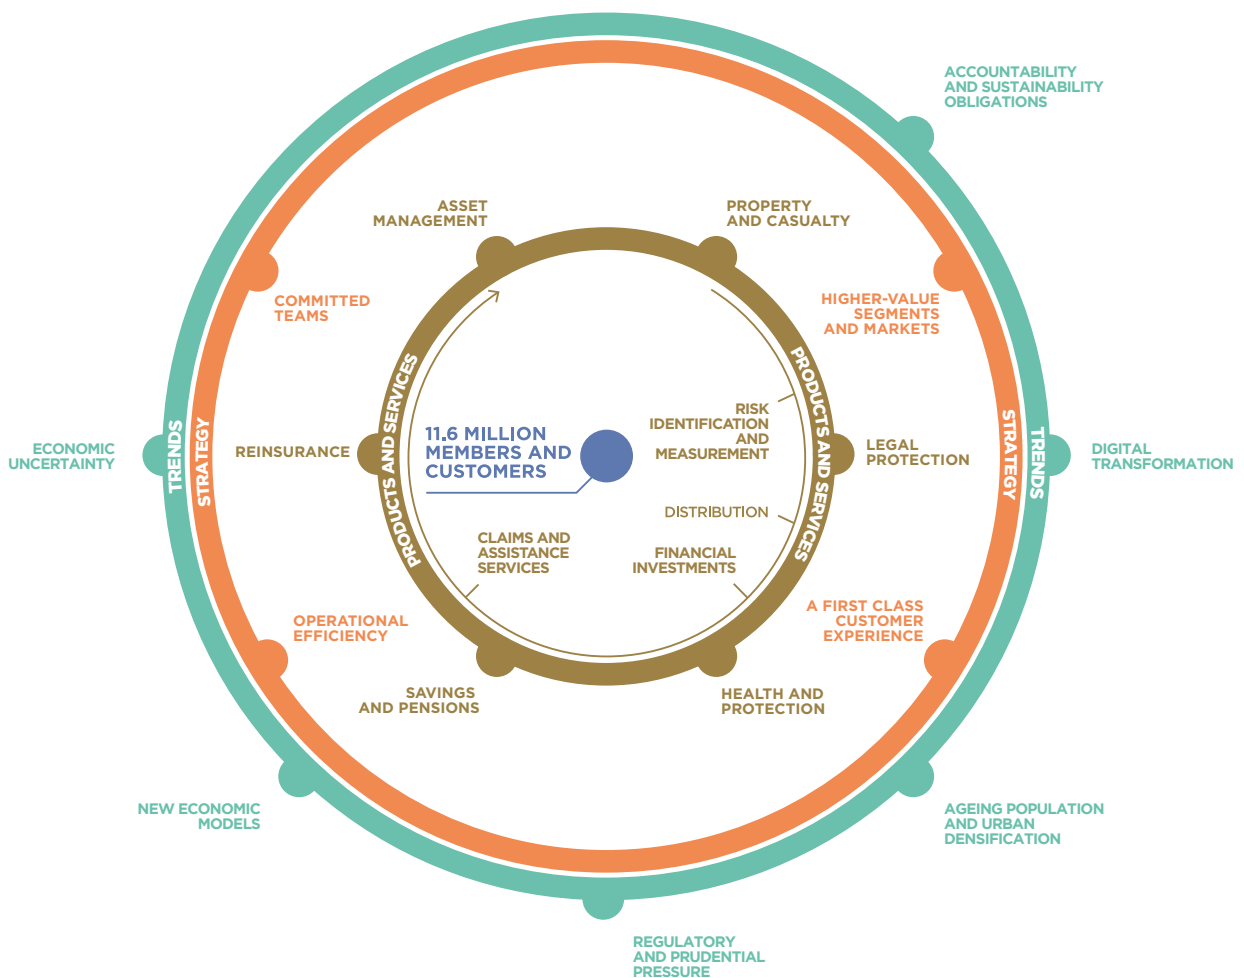 ACCOUNTABILITY
AND SUSTAINABILITY
OBLIGATIONS
ASSET
MANAGEMENT
PROPERTY
AND CASUALTY
COMMITTED
TEAMS
HIGHER-VALUE
SEGMENTS
AND MARKETS
TRENDS
STRATEGY
PRODUCTS AND SERVICES
PRODUCTS AND SERVICES
STRATEGY
TRENDS
ECONOMIC
UNCERTAINTY
REINSURANCE
11.6 MILLION
MEMBERS AND
CUSTOMERS
RISK
IDENTIFICATION
AND
MEASUREMENT
LEGAL
PROTECTION
DIGITAL
TRANSFORMATION
DISTRIBUTION
CLAIMS AND
ASSISTANCE
SERVICES
FINANCIAL
INVESTMENTS
OPERATIONAL
EFFICIENCY
A FIRST CLASS
CUSTOMER
EXPERIENCE
SAVINGS
AND PENSIONS
HEALTH AND
PROTECTION
NEW ECONOMIC
MODELS
AGEING POPULATION
AND URBAN
DENSIFICATION
REGULATORY
AND PRUDENTIAL
PRESSURE